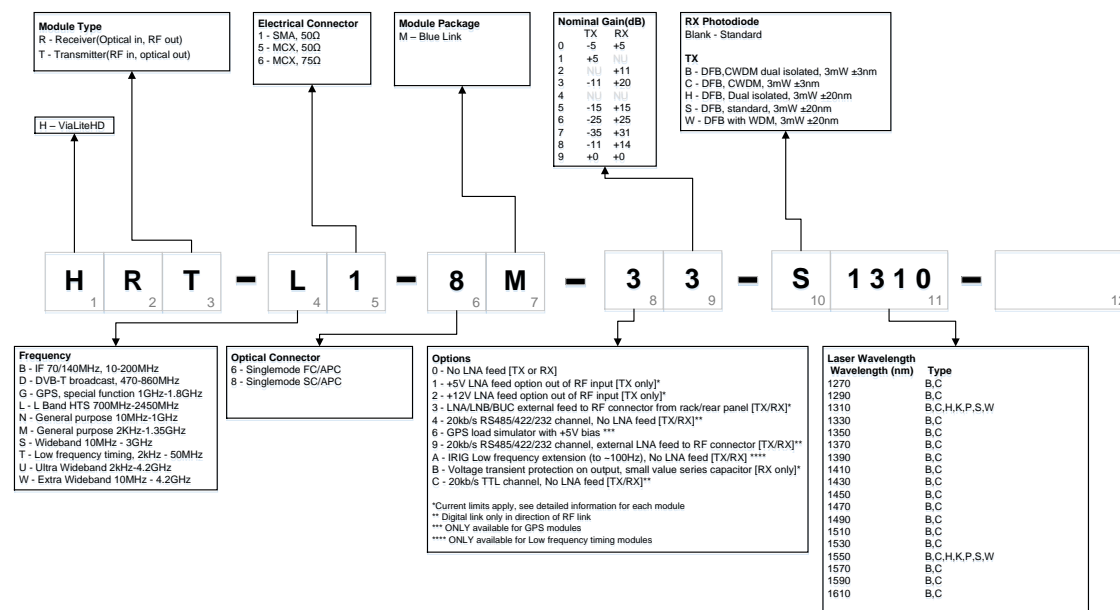 Module Type
R - Receiver(Optical in, RF out)
T - Transmitter(RF in, optical out)
Electrical Connector
1 - SMA, 50Ω
5 - MCX, 50Ω
6 - MCX, 75Ω
Module Package
M – Blue Link
Nominal Gain(dB)
TX RX
0 -5 +5
1 +5 NU
2 NU +11
3 -11 +20
4 NU NU
5 -15 +15
6 -25 +25
7 -35 +31
8 -11 +14
9 +0 +0
RX Photodiode
Blank - Standard
TX
B - DFB,CWDM dual isolated, 3mW ±3nm
C - DFB, CWDM, 3mW ±3nm
H - DFB, Dual isolated, 3mW ±20nm
S - DFB, standard, 3mW ±20nm
W - DFB with WDM, 3mW ±20nm
H – ViaLiteHD
H R T - L 1 - 8 M - 3 3 - S 1310 -
1 2 3 4 5 6 7 8 9 10 11 12
Frequency
B - IF 70/140MHz, 10-200MHz
D - DVB-T broadcast, 470-860MHz
G - GPS, special function 1GHz-1.8GHz
L - L Band HTS 700MHz-2450MHz
N - General purpose 10MHz-1GHz
M - General purpose 2KHz-1.35GHz
S - Wideband 10MHz - 3GHz
T - Low frequency timing, 2kHz - 50MHz
U - Ultra Wideband 2kHz-4.2GHz
W - Extra Wideband 10MHz - 4.2GHz
Optical Connector
6 - Singlemode FC/APC
8 - Singlemode SC/APC
Options
0 - No LNA feed [TX or RX]
1 - +5V LNA feed option out of RF input [TX only]*
2 - +12V LNA feed option out of RF input [TX only]*
3 - LNA/LNB/BUC external feed to RF connector from rack/rear panel [TX/RX]*
4 - 20kb/s RS485/422/232 channel, No LNA feed [TX/RX]**
6 - GPS load simulator with +5V bias ***
9 - 20kb/s RS485/422/232 channel, external LNA feed to RF connector [TX/RX]**
A - IRIG Low frequency extension (to ~100Hz), No LNA feed [TX/RX] ****
B - Voltage transient protection on output, small value series capacitor [RX only]*
C - 20kb/s TTL channel, No LNA feed [TX/RX]**
*Current limits apply, see detailed information for each module
** Digital link only in direction of RF link
*** ONLY available for GPS modules
**** ONLY available for Low frequency timing modules
Laser Wavelength
Wavelength (nm) Type
1270 B,C
1290 B,C
1310 B,C,H,K,P,S,W
1330 B,C
1350 B,C
1370 B,C
1390 B,C
1410 B,C
1430 B,C
1450 B,C
1470 B,C
1490 B,C
1510 B,C
1530 B,C
1550 B,C,H,K,P,S,W
1570 B,C
1590 B,C
1610 B,C